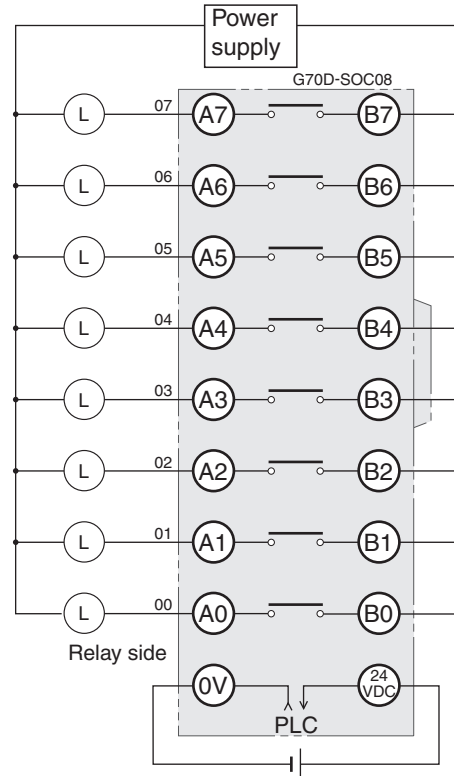 Power
supply
G70D-SOC08
L 07 A7 B7
L 06 A6 B6
L 05 A5 B5
L 04 A4 B4
L 03 A3 B3
L 02 A2 B2
L 01 A1 B1
L 00 A0 B0
Relay side
0V 24
VDC
PLC